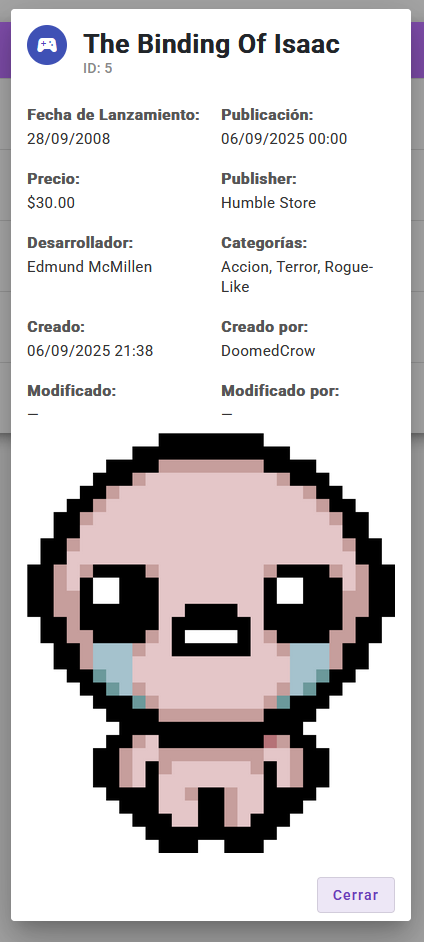 The Binding Of Isaac
ID: 5
Fecha de Lanzamiento:
28/09/2008
Publicación:
06/09/2025 00:00
Precio:
$30.00
Publisher:
Humble Store
Desarrollador:
Edmund McMillen
Categorías:
Accion, Terror, Rogue-
Like
Creado:
06/09/2025 21:38
Creado por:
DoomedCrow
Modificado:
—
Modificado por:
—
Cerrar